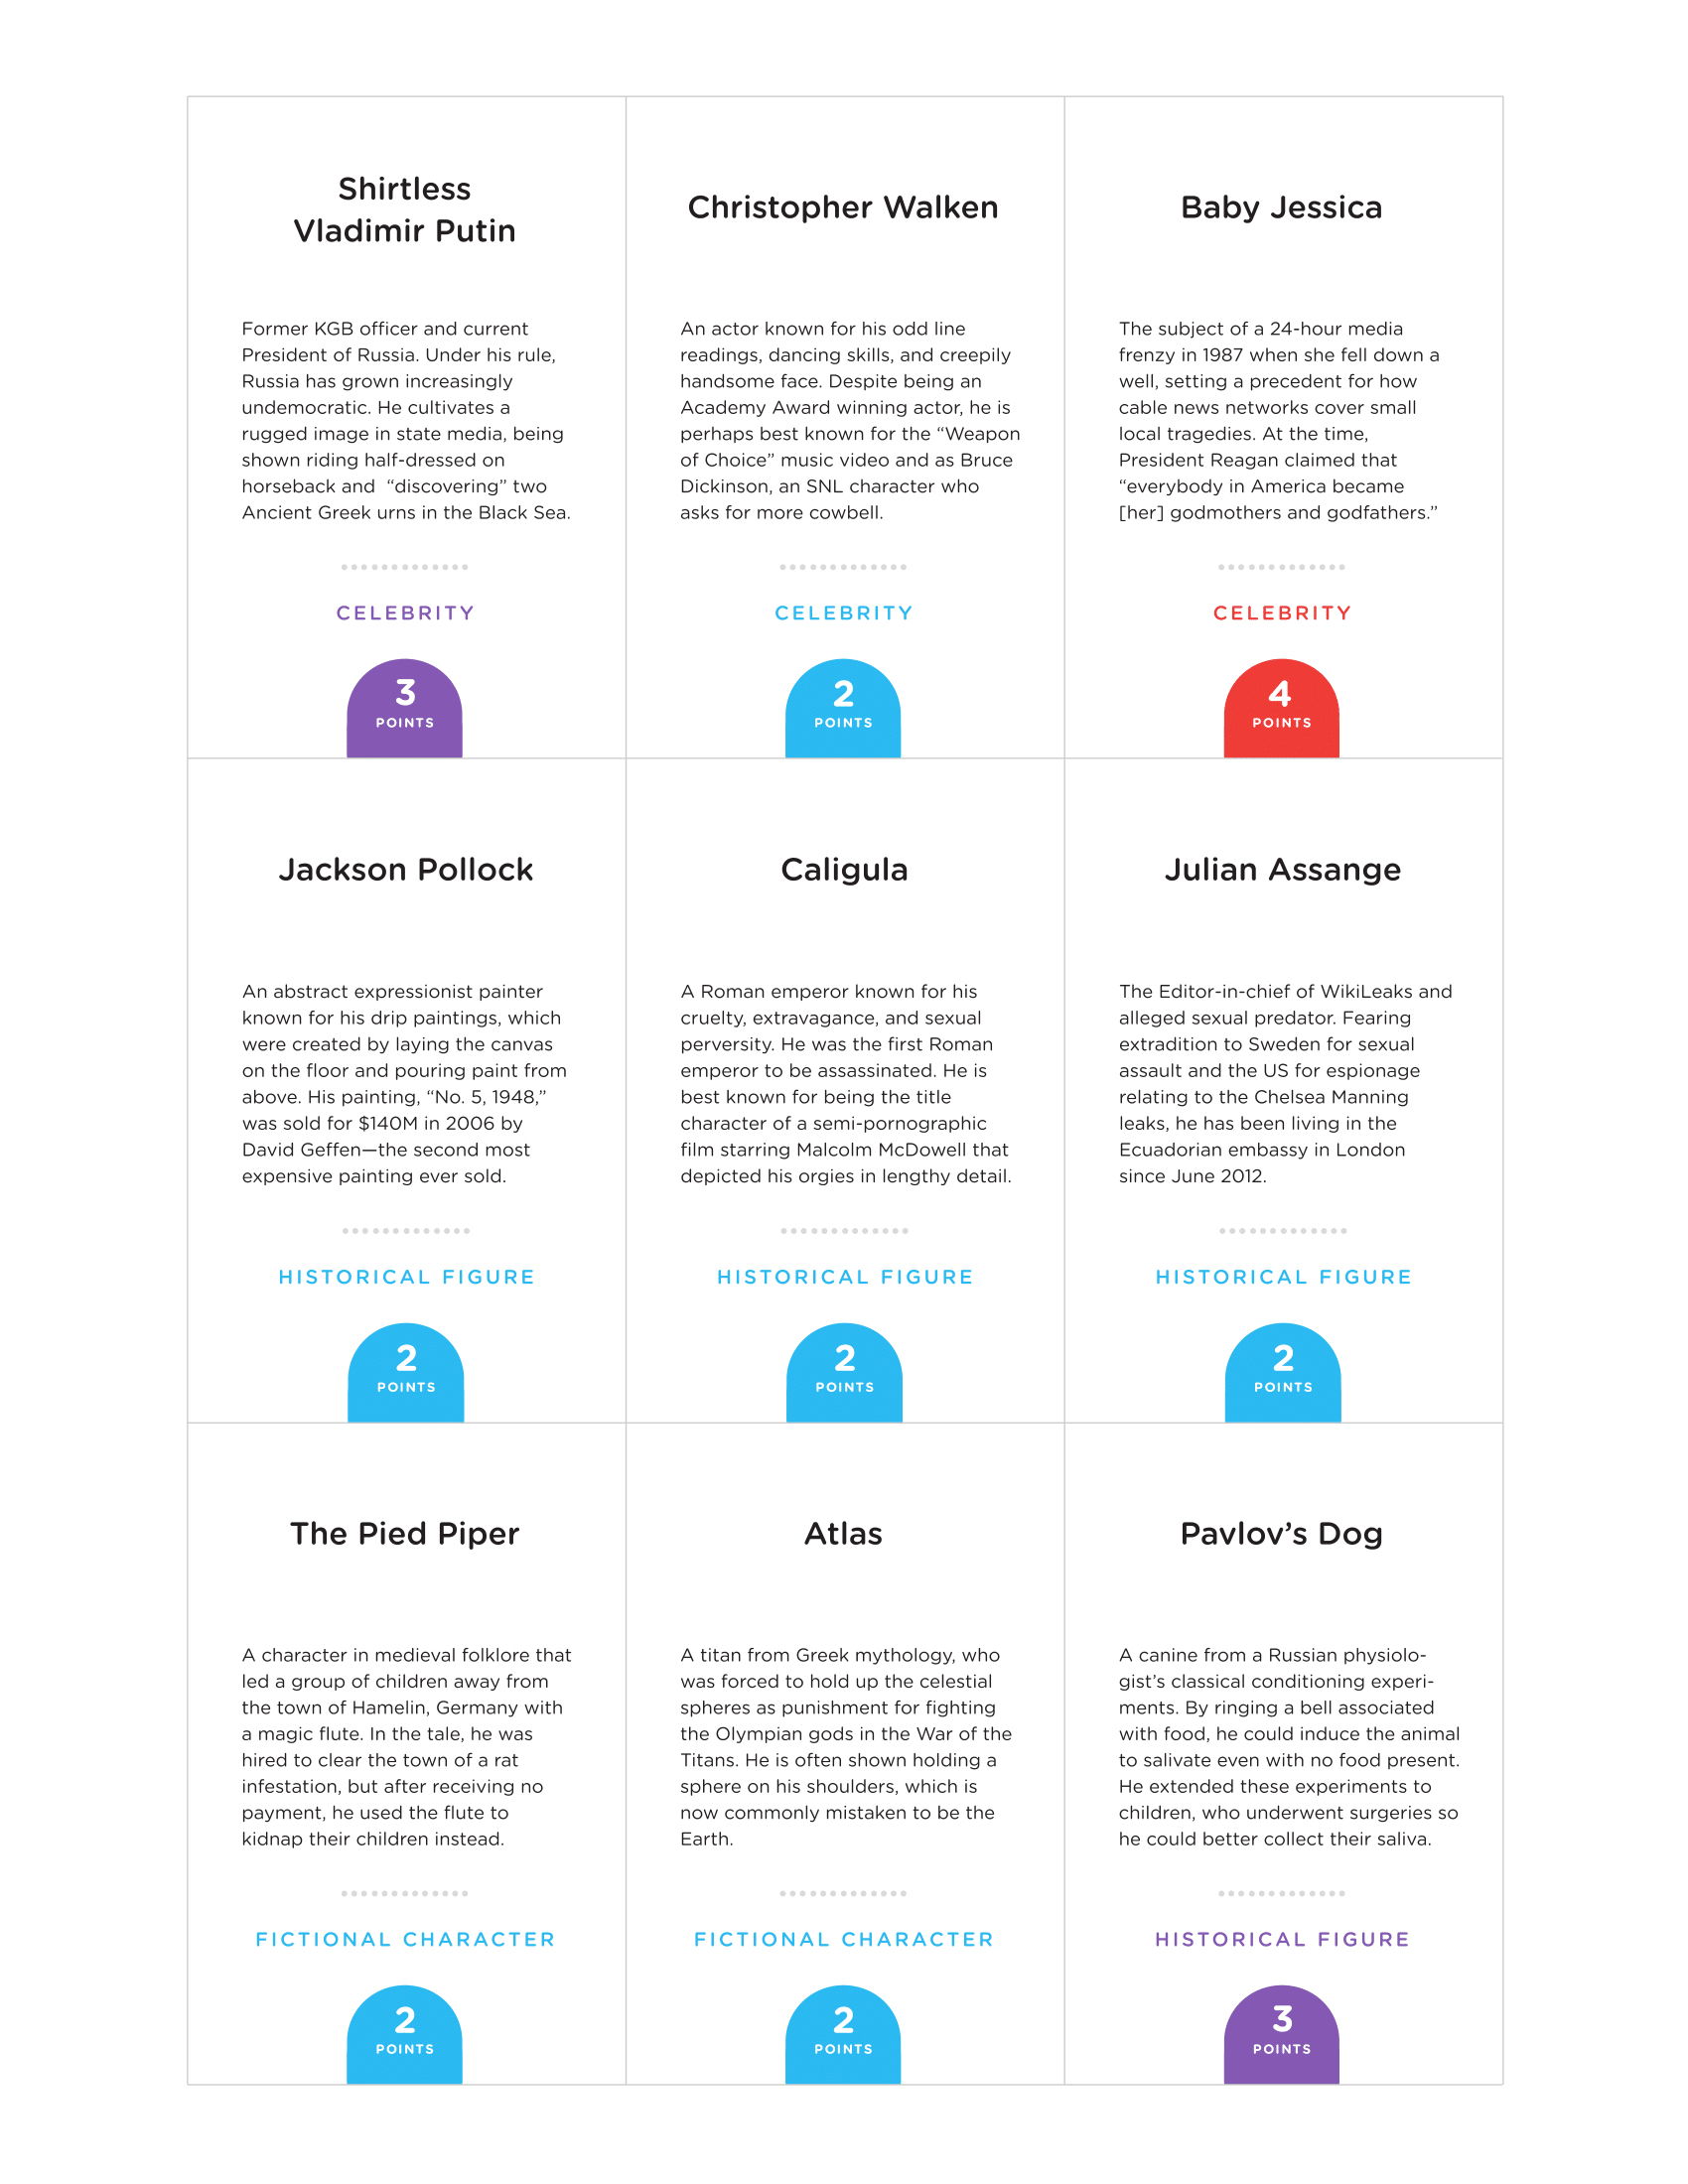 Shirtless
Vladimir Putin
Former KGB officer and current
President of Russia. Under his rule,
Russia has grown increasingly
undemocratic. He cultivates a
rugged image in state media, being
shown riding half-dressed on
horseback and  “discovering” two
Ancient Greek urns in the Black Sea.
CELEBRITY
3
POINTS
Christopher Walken
An actor known for his odd line
readings, dancing skills, and creepily
handsome face. Despite being an
Academy Award winning actor, he is
perhaps best known for the “Weapon
of Choice” music video and as Bruce
Dickinson, an SNL character who
asks for more cowbell.
CELEBRITY
2
POINTS
Baby Jessica
The subject of a 24-hour media
frenzy in 1987 when she fell down a
well, setting a precedent for how
cable news networks cover small
local tragedies. At the time,
President Reagan claimed that
“everybody in America became
[her] godmothers and godfathers.”
CELEBRITY
4
POINTS
Jackson Pollock
An abstract expressionist painter
known for his drip paintings, which
were created by laying the canvas
on the floor and pouring paint from
above. His painting, “No. 5, 1948,”
was sold for $140M in 2006 by
David Geffen—the second most
expensive painting ever sold.
HISTORICAL FIGURE
2
POINTS
Caligula
A Roman emperor known for his
cruelty, extravagance, and sexual
perversity. He was the first Roman
emperor to be assassinated. He is
best known for being the title
character of a semi-pornographic
film starring Malcolm McDowell that
depicted his orgies in lengthy detail.
HISTORICAL FIGURE
2
POINTS
Julian Assange
The Editor-in-chief of WikiLeaks and
alleged sexual predator. Fearing
extradition to Sweden for sexual
assault and the US for espionage
relating to the Chelsea Manning
leaks, he has been living in the
Ecuadorian embassy in London
since June 2012.
HISTORICAL FIGURE
2
POINTS
The Pied Piper
A character in medieval folklore that
led a group of children away from
the town of Hamelin, Germany with
a magic flute. In the tale, he was
hired to clear the town of a rat
infestation, but after receiving no
payment, he used the flute to
kidnap their children instead.
FICTIONAL CHARACTER
2
POINTS
Atlas
A titan from Greek mythology, who
was forced to hold up the celestial
spheres as punishment for fighting
the Olympian gods in the War of the
Titans. He is often shown holding a
sphere on his shoulders, which is
now commonly mistaken to be the
Earth.
FICTIONAL CHARACTER
2
POINTS
Pavlov’s Dog
A canine from a Russian physiolo-
gist’s classical conditioning experi-
ments. By ringing a bell associated
with food, he could induce the animal
to salivate even with no food present.
He extended these experiments to
children, who underwent surgeries so
he could better collect their saliva.
HISTORICAL FIGURE
3
POINTS